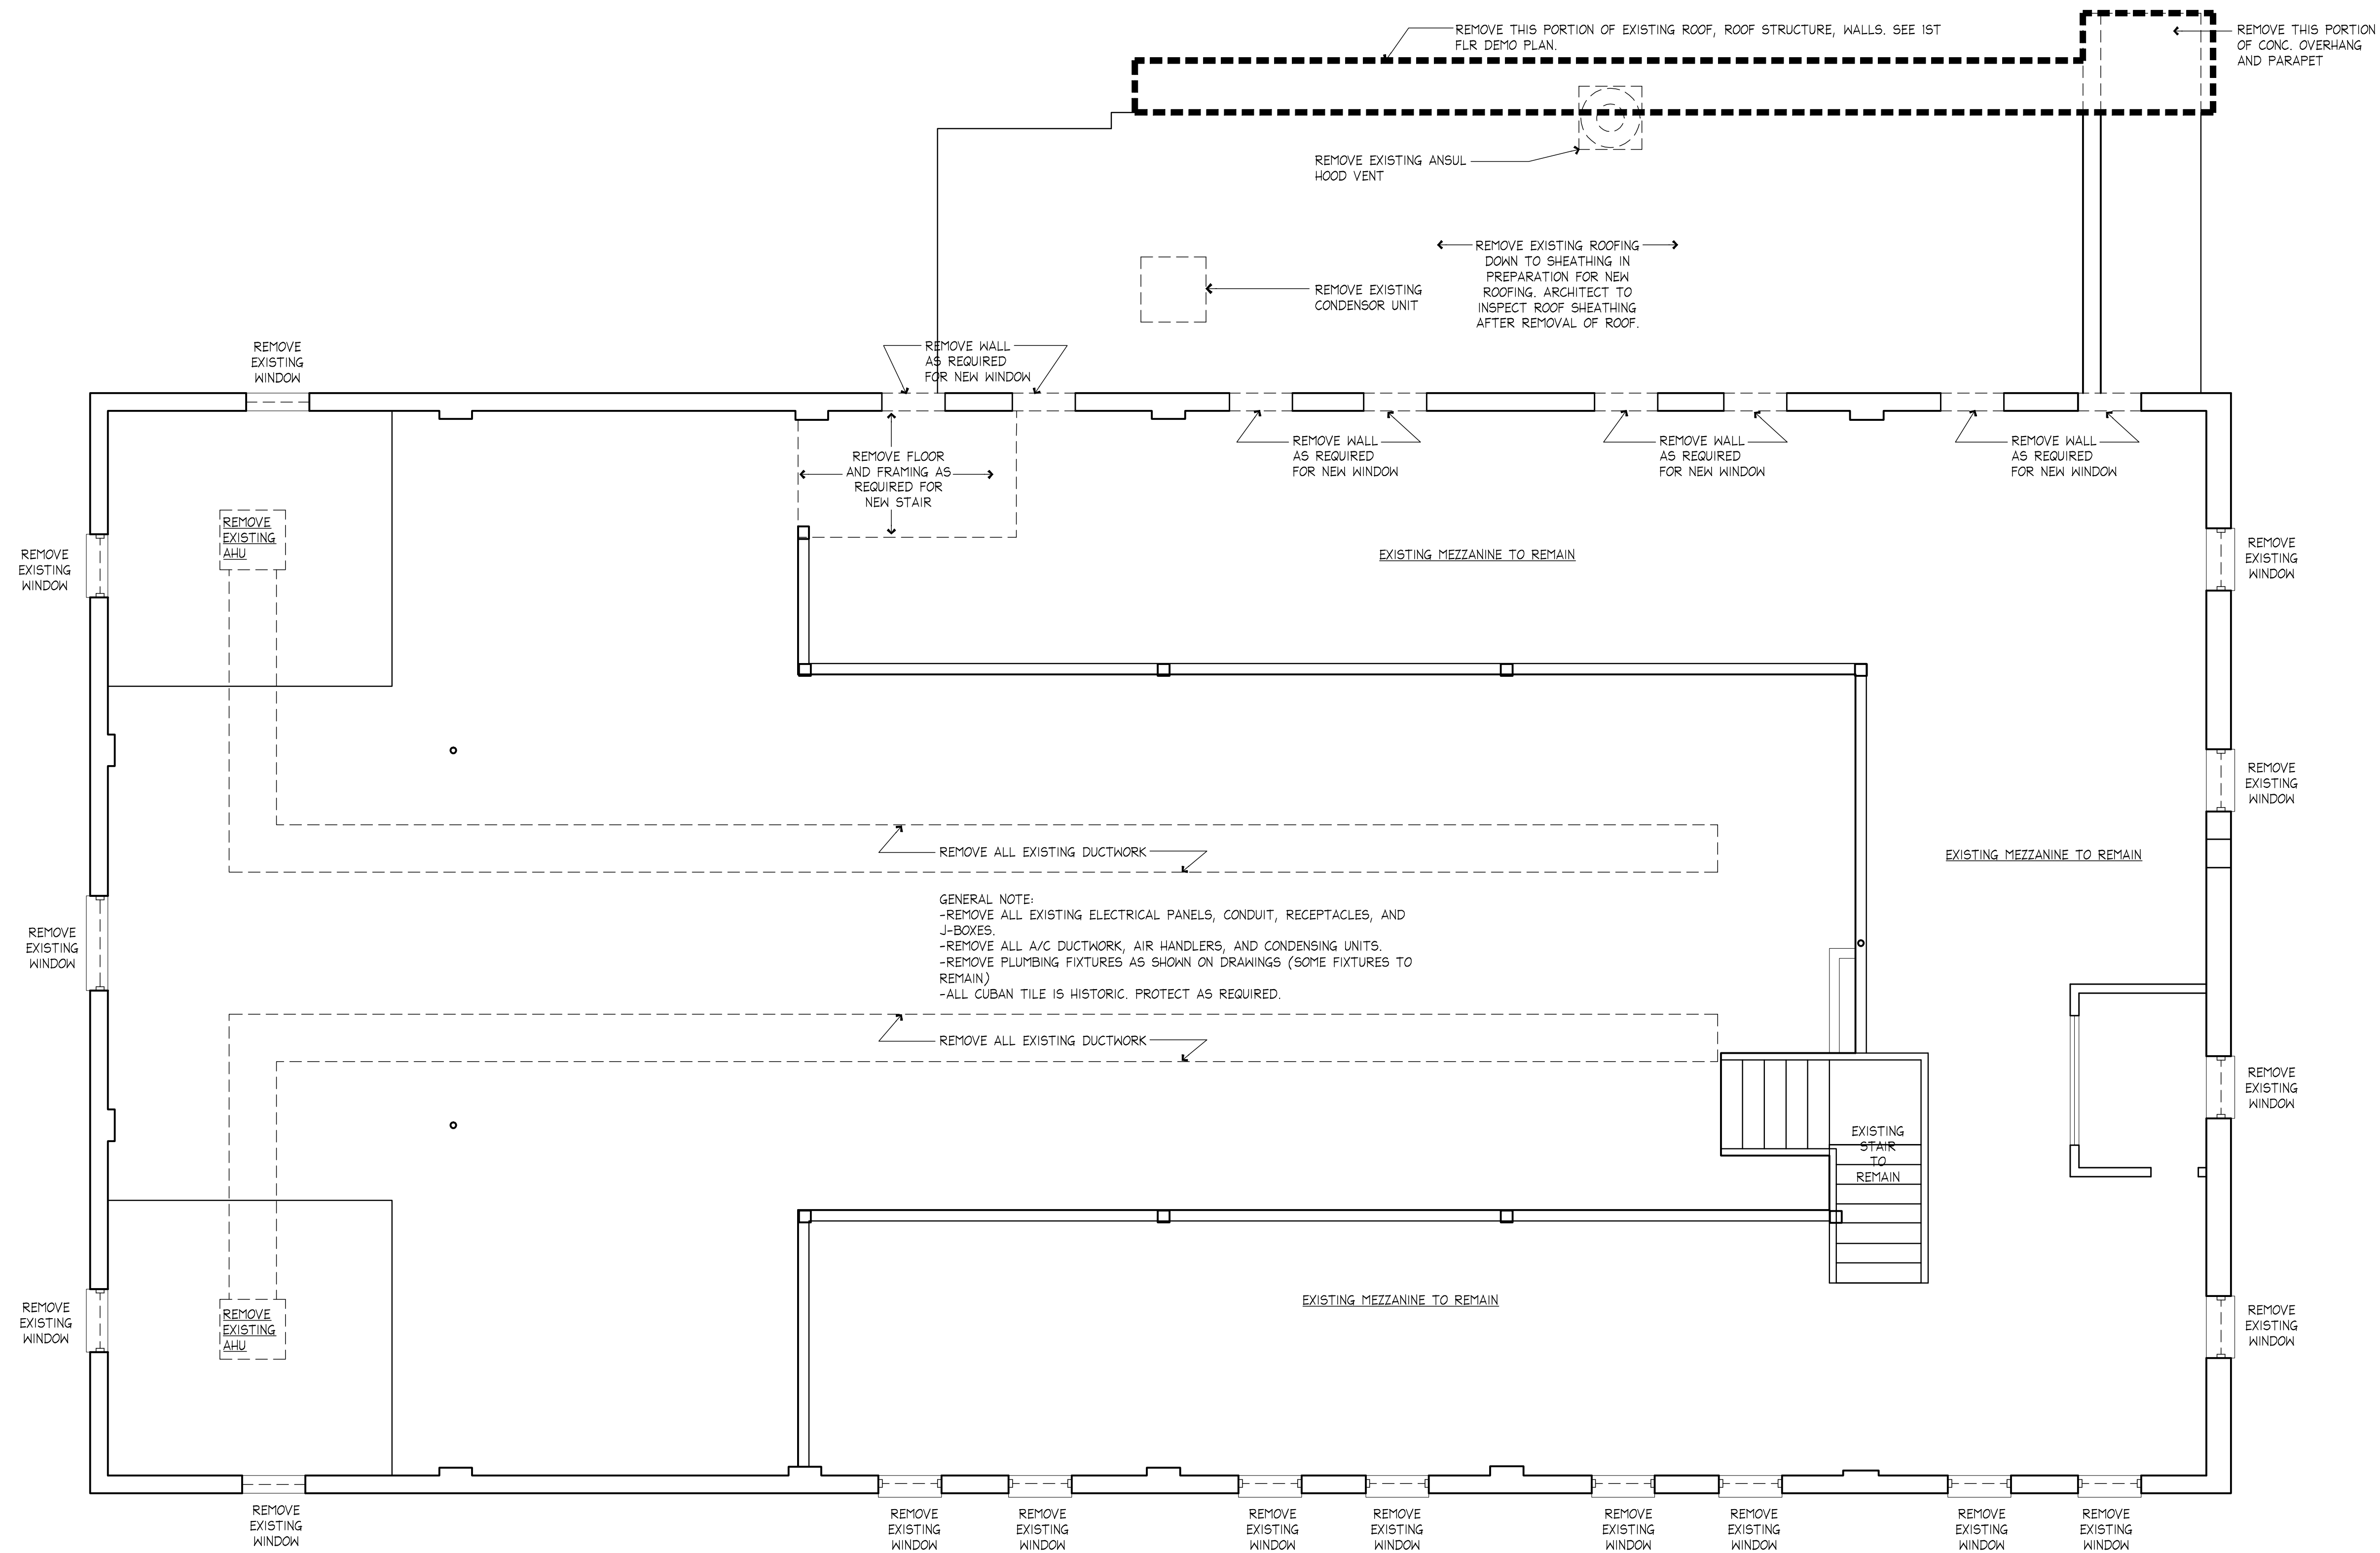 REMOVE THIS PORTION OF EXISTING ROOF, ROOF STRUCTURE, WALLS. SEE 1ST
FLR DEMO PLAN.
REMOVE THIS PORTION
OF CONC. OVERHANG
AND PARAPET
REMOVE EXISTING ANSUL
HOOD VENT
REMOVE EXISTING ROOFING
DOWN TO SHEATHING IN
PREPARATION FOR NEW
ROOFING. ARCHITECT TO
INSPECT ROOF SHEATHING
AFTER REMOVAL OF ROOF.
REMOVE EXISTING
CONDENSOR UNIT
REMOVE
EXISTING
WINDOW
REMOVE WALL
AS REQUIRED
FOR NEW WINDOW
REMOVE WALL
AS REQUIRED
FOR NEW WINDOW
REMOVE WALL
AS REQUIRED
FOR NEW WINDOW
REMOVE WALL
AS REQUIRED
FOR NEW WINDOW
REMOVE FLOOR
AND FRAMING AS
REQUIRED FOR
NEW STAIR
REMOVE
EXISTING
AHU
REMOVE
EXISTING
WINDOW
EXISTING MEZZANINE TO REMAIN
REMOVE
EXISTING
WINDOW
REMOVE
EXISTING
WINDOW
REMOVE ALL EXISTING DUCTWORK
EXISTING MEZZANINE TO REMAIN
GENERAL NOTE:
-REMOVE ALL EXISTING ELECTRICAL PANELS, CONDUIT, RECEPTACLES, AND
J-BOXES.
-REMOVE ALL A/C DUCTWORK, AIR HANDLERS, AND CONDENSING UNITS.
-REMOVE PLUMBING FIXTURES AS SHOWN ON DRAWINGS (SOME FIXTURES TO
REMAIN)
-ALL CUBAN TILE IS HISTORIC. PROTECT AS REQUIRED.
REMOVE
EXISTING
WINDOW
REMOVE ALL EXISTING DUCTWORK
REMOVE
EXISTING
WINDOW
EXISTING
STAIR
TO
REMAIN
EXISTING MEZZANINE TO REMAIN
REMOVE
EXISTING
WINDOW
REMOVE
EXISTING
AHU
REMOVE
EXISTING
WINDOW
REMOVE
EXISTING
WINDOW
REMOVE
EXISTING
WINDOW
REMOVE
EXISTING
WINDOW
REMOVE
EXISTING
WINDOW
REMOVE
EXISTING
WINDOW
REMOVE
EXISTING
WINDOW
REMOVE
EXISTING
WINDOW
REMOVE
EXISTING
WINDOW
REMOVE
EXISTING
WINDOW